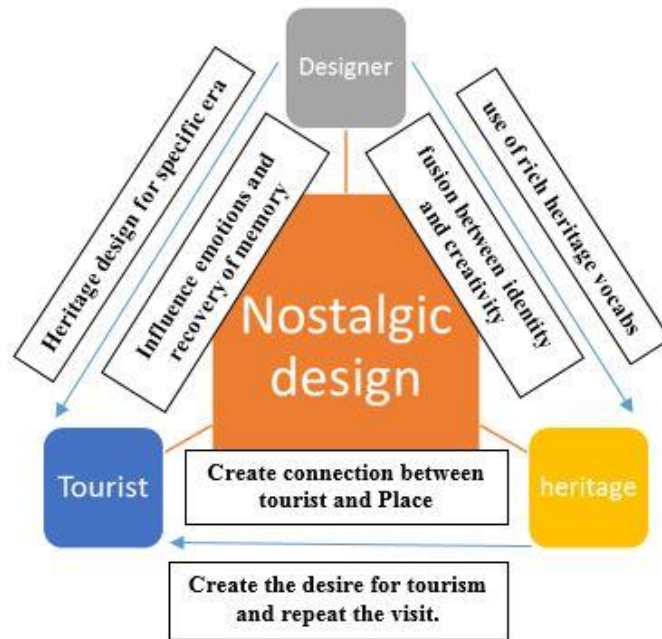 Designer
Heritage design for specific era
Influence emotions and
recovery of memory
fusion between identity
and creativity
use of rich heritage vocabs
Nostalgic
design
Tourist
heritage
Create connection between
tourist and Place
Create the desire for tourism
and repeat the visit.